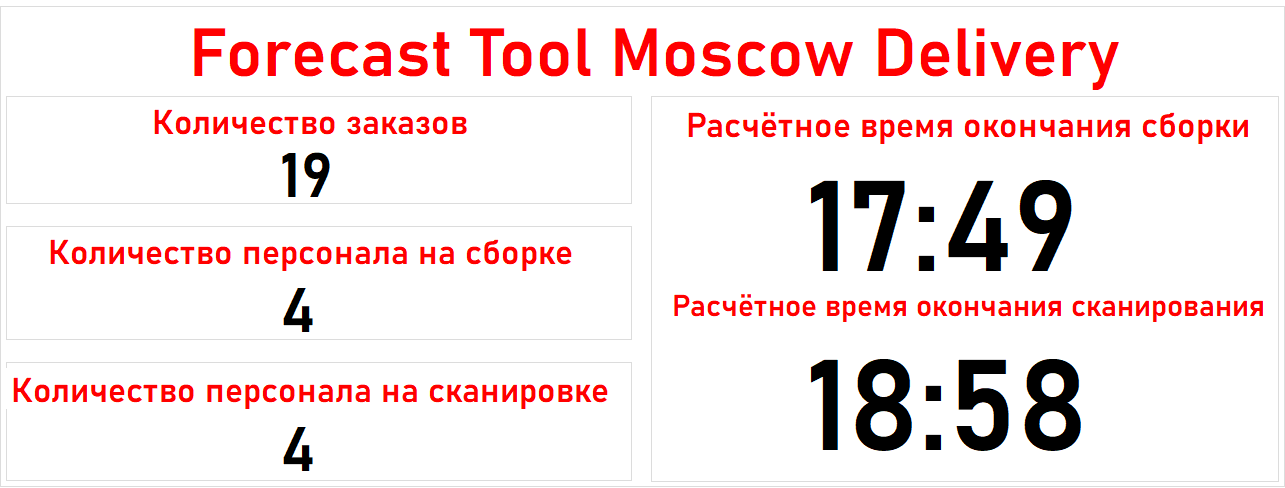 Forecast Tool Moscow Delivery
Количество заказов
19
Количество персонала на сборке
4
Количество персонала на сканировке
4
Расчётное время окончания сборки
17:49
Расчётное время окончания сканирования
18:58